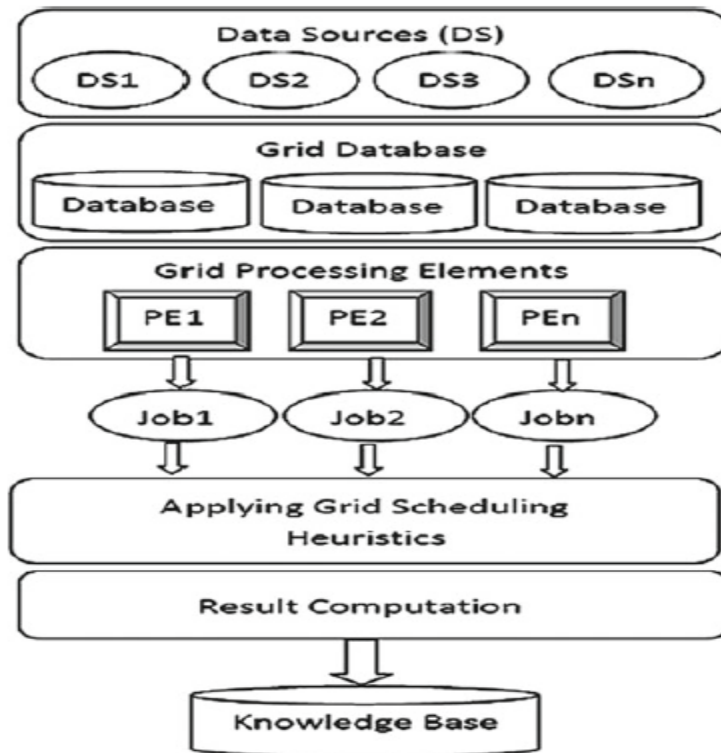 Data Sources (DS)
DS1 DS2 DS3 DSn
Grid Database
Database Database Database
Grid Processing Elements
PE1 PE2 PEn
Job1 Job2 Jobn
Applying Grid Scheduling
Heuristics
Result Computation
Knowledge Base